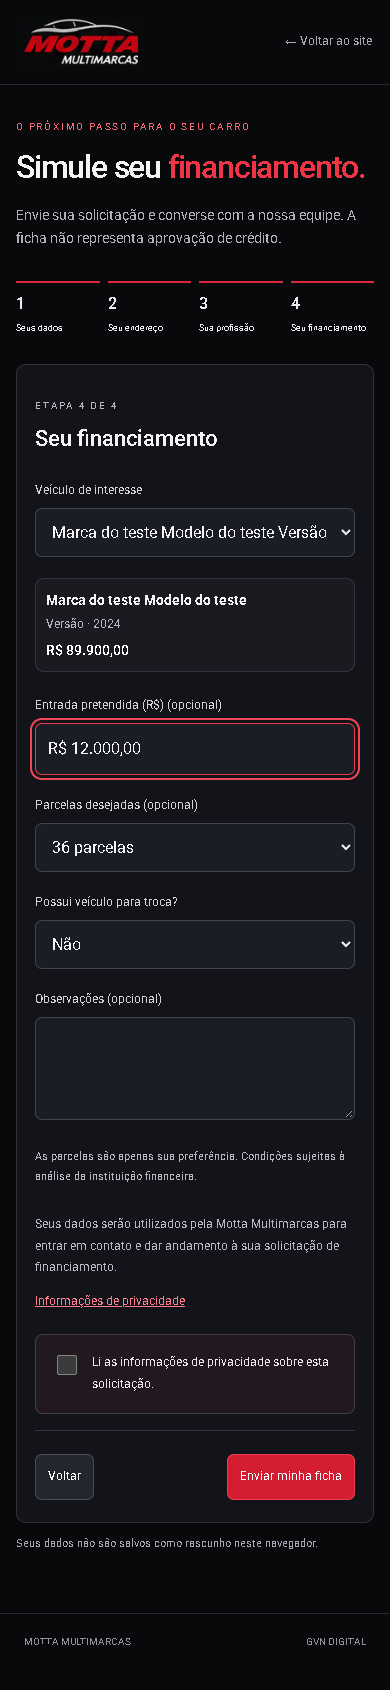 MOTTA
MULTIMARCAS
← Voltar ao site
O PRÓXIMO PASSO PARA O SEU CARRO
Simule seu financiamento.
Envie sua solicitação e converse com a nossa equipe. A
ficha não representa aprovação de crédito.
1
2
3
4
Seus dados
Seu endereço
Sua profissão
Seu financiamento
ETAPA 4 DE 4
Seu financiamento
Veículo de interesse
Marca do teste Modelo do teste Versão
Marca do teste Modelo do teste
Versão · 2024
R$ 89.900,00
Entrada pretendida (R$) (opcional)
R$ 12.000,00
Parcelas desejadas (opcional)
36 parcelas
Possui veículo para troca?
Não
Observações (opcional)
As parcelas são apenas sua preferência. Condições sujeitas à
análise da instituição financeira.
Seus dados serão utilizados pela Motta Multimarcas para
entrar em contato e dar andamento à sua solicitação de
financiamento.
Informações de privacidade
Li as informações de privacidade sobre esta
solicitação.
Voltar
Enviar minha ficha
Seus dados não são salvos como rascunho neste navegador.
MOTTA MULTIMARCAS
GVN DIGITAL